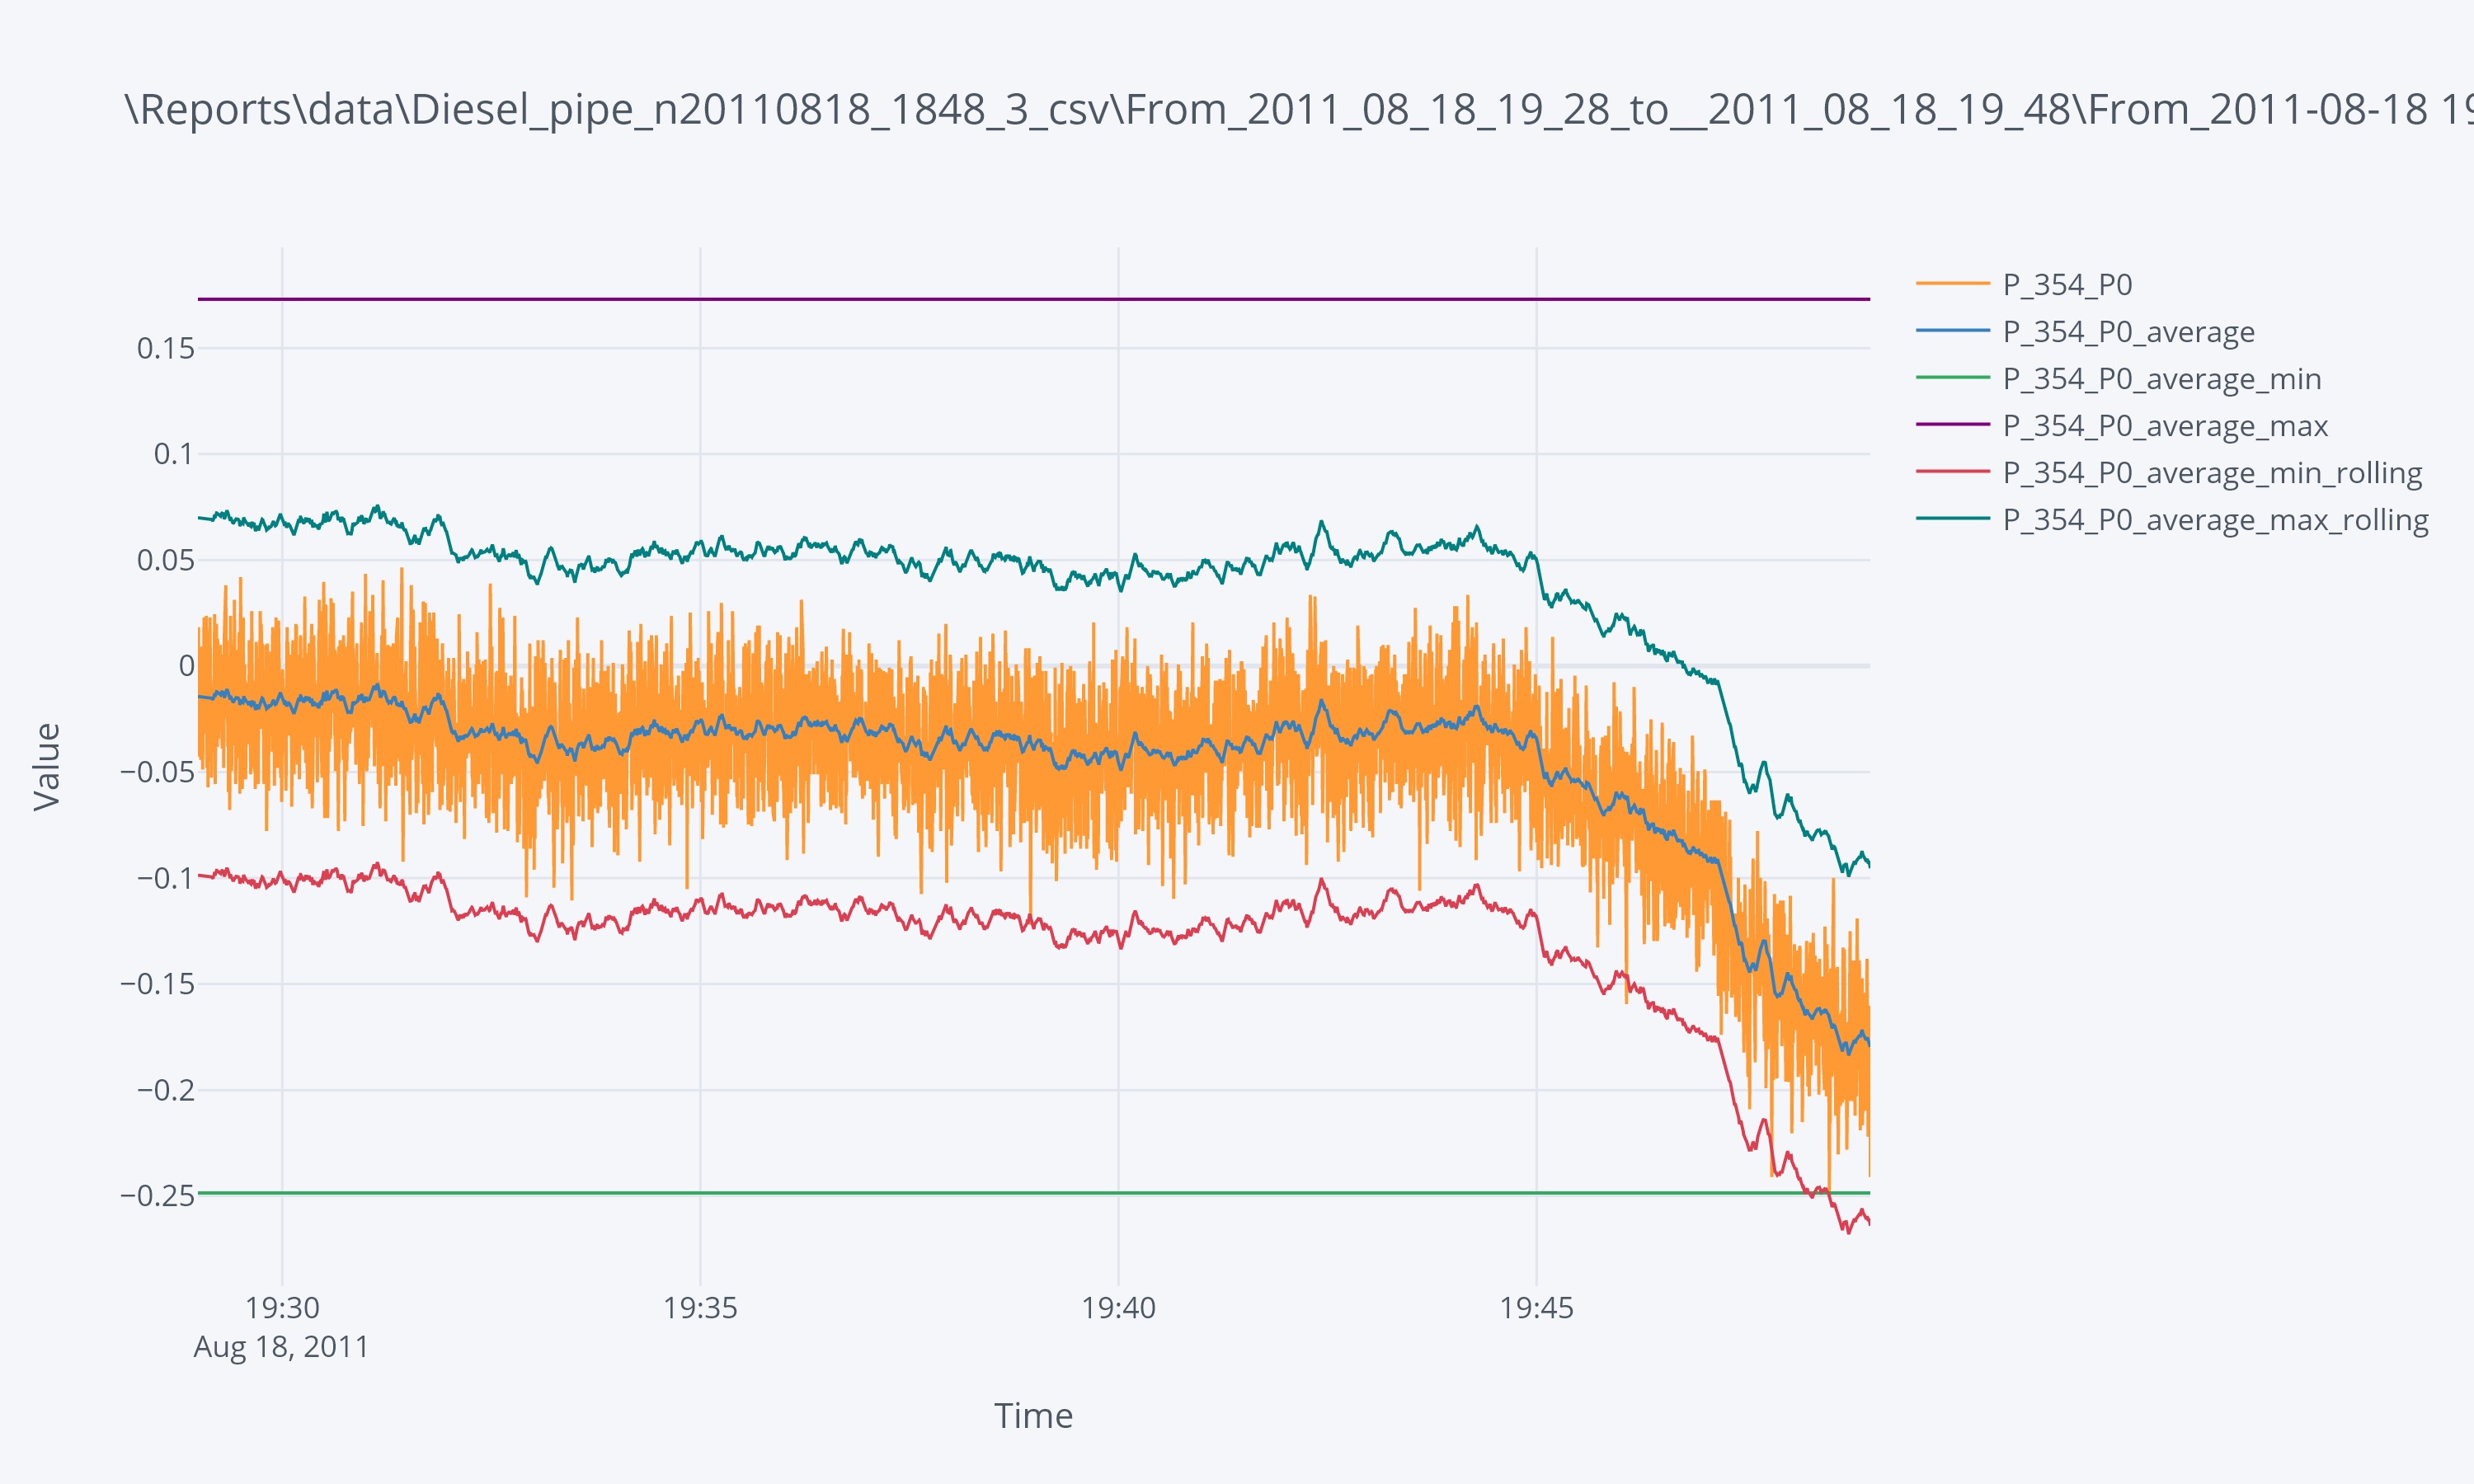 \Reports\data\Diesel_pipe_n20110818_1848_3_csv\From_2011_08_18_19_28_to__2011_08_18_19_48\From_2011-08-18 19
P_354_P0
P_354_P0_average
P_354_P0_average_min
P_354_P0_average_max
P_354_P0_average_min_rolling
P_354_P0_average_max_rolling
Value
0.15
0.1
0.05
0
−0.05
−0.1
−0.15
−0.2
−0.25
19:30 19:35 19:40 19:45
Aug 18, 2011
Time